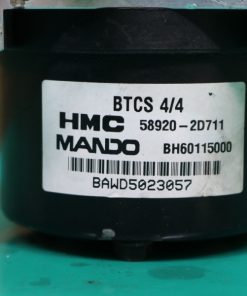 BTCS 4/4
HMC 58920-2D711
MANDO BH60115000
BAWD5023057